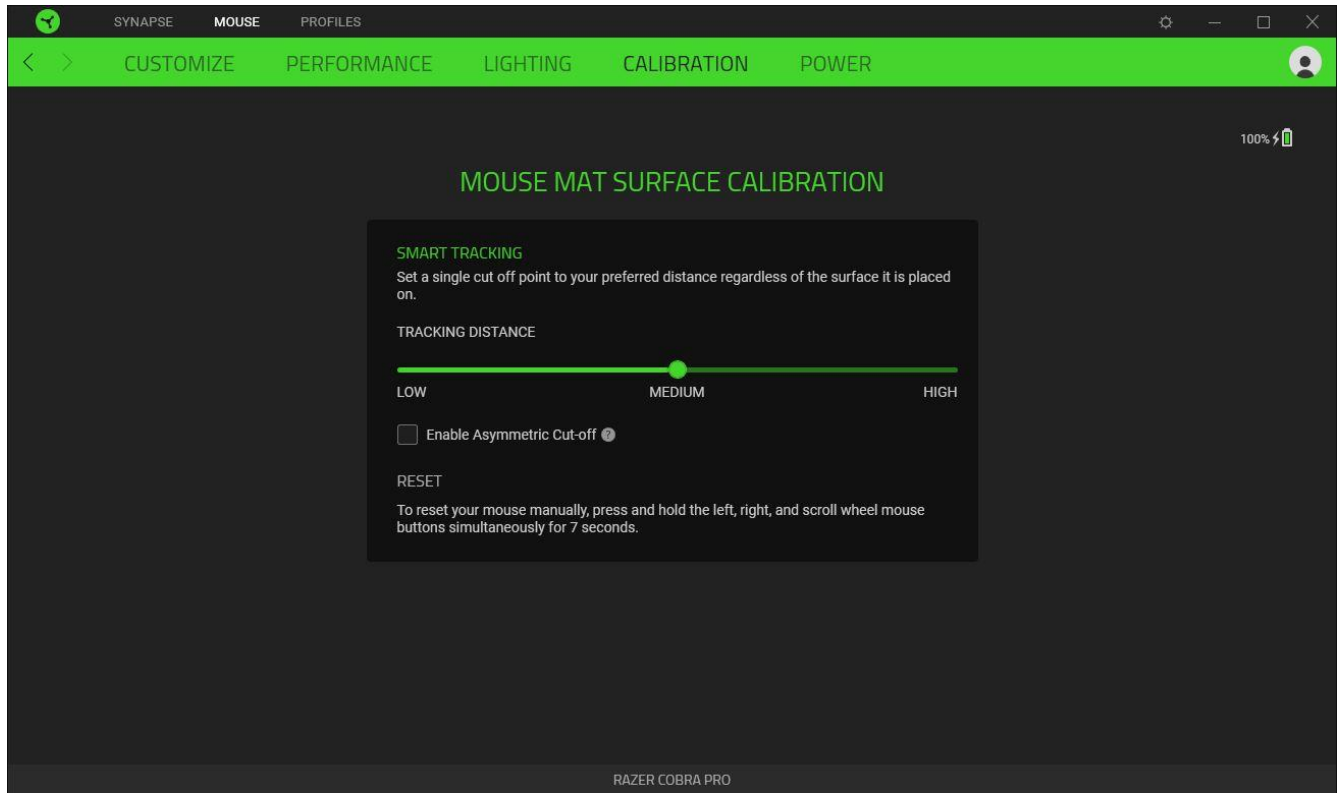 SYNAPSE MOUSE PROFILES
CUSTOMIZE PERFORMANCE LIGHTING CALIBRATION POWER
100%
MOUSE MAT SURFACE CALIBRATION
SMART TRACKING
Set a single cut off point to your preferred distance regardless of the surface it is placed
on.
TRACKING DISTANCE
LOW MEDIUM HIGH
Enable Asymmetric Cut-off ?
RESET
To reset your mouse manually, press and hold the left, right, and scroll wheel mouse
buttons simultaneously for 7 seconds.
RAZER COBRA PRO